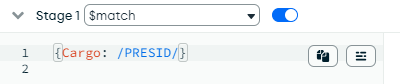 Stage 1 $match
1 {Cargo: /PRESID/}
2